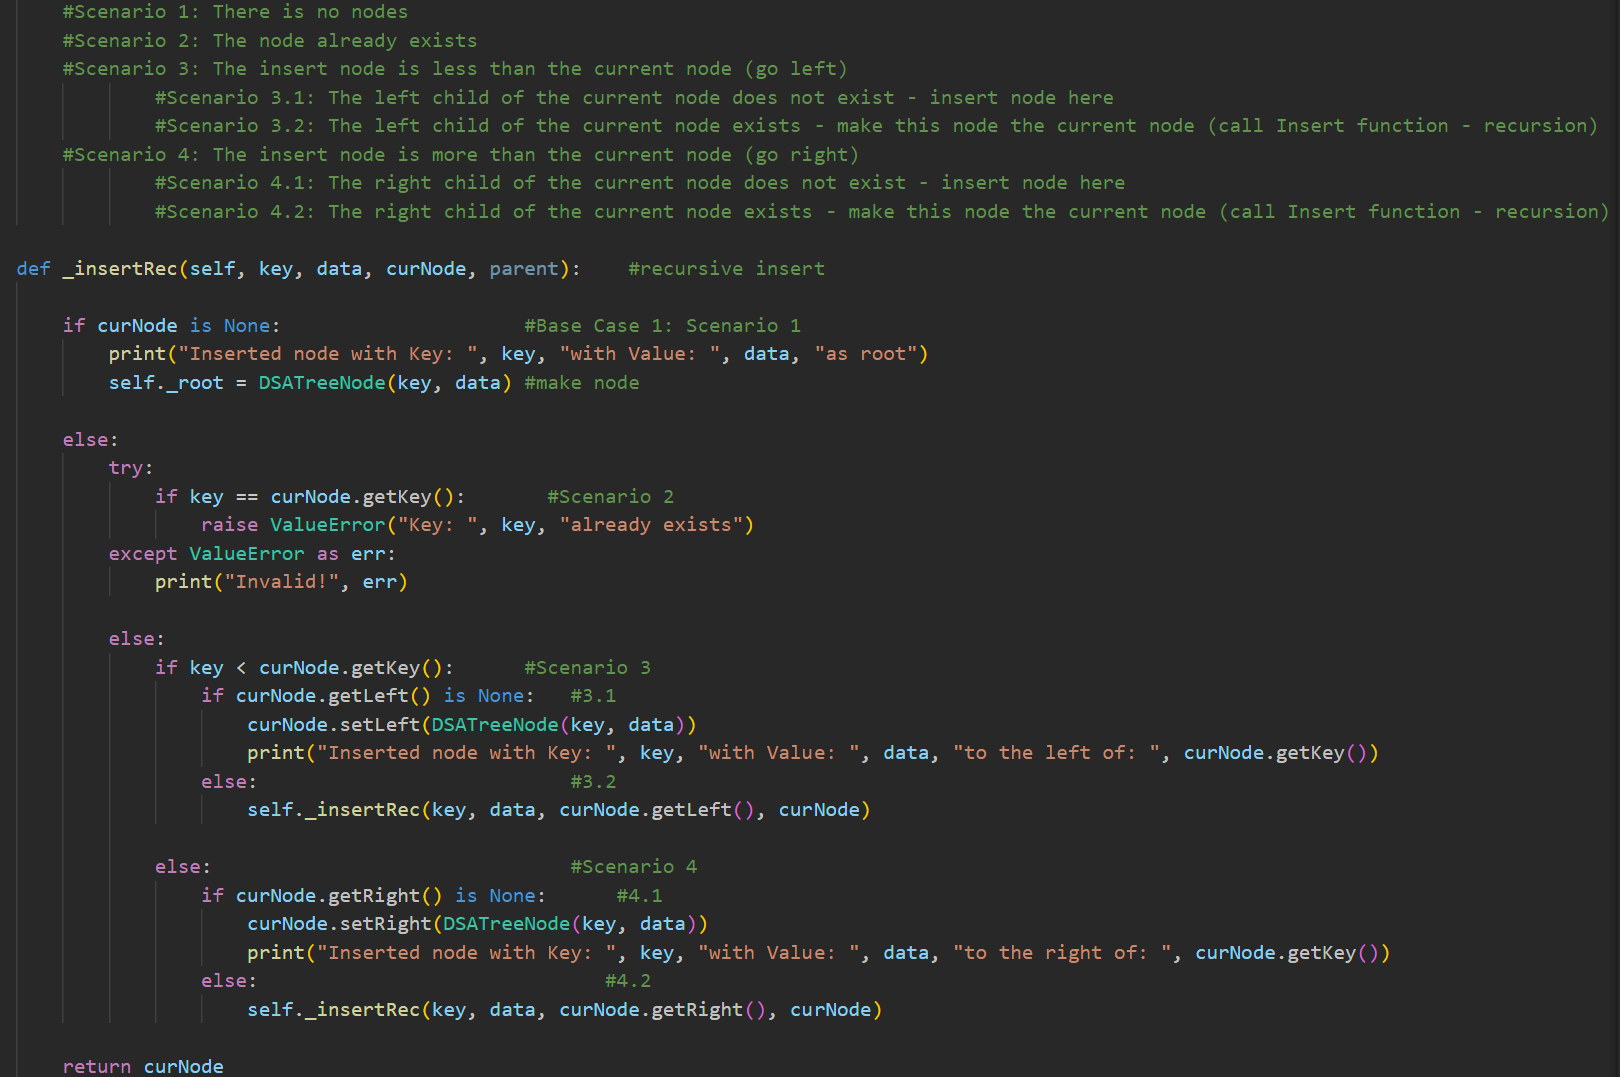 #Scenario 1: There is no nodes
#Scenario 2: The node already exists
#Scenario 3: The insert node is less than the current node (go left)
#Scenario 3.1: The left child of the current node does not exist - insert node here
#Scenario 3.2: The left child of the current node exists - make this node the current node (call Insert function - recursion)
#Scenario 4: The insert node is more than the current node (go right)
#Scenario 4.1: The right child of the current node does not exist - insert node here
#Scenario 4.2: The right child of the current node exists - make this node the current node (call Insert function - recursion)
def _insertRec(self, key, data, curNode, parent):    #recursive insert
if curNode is None:                     #Base Case 1: Scenario 1
print("Inserted node with Key: ", key, "with Value: ", data, "as root")
self._root = DSATreeNode(key, data) #make node
else:
try:
if key == curNode.getKey():       #Scenario 2
raise ValueError("Key: ", key, "already exists")
except ValueError as err:
print("Invalid!", err)
else:
if key < curNode.getKey():      #Scenario 3
if curNode.getLeft() is None:   #3.1
curNode.setLeft(DSATreeNode(key, data))
print("Inserted node with Key: ", key, "with Value: ", data, "to the left of: ", curNode.getKey())
else:                           #3.2
self._insertRec(key, data, curNode.getLeft(), curNode)
else:                               #Scenario 4
if curNode.getRight() is None:      #4.1
curNode.setRight(DSATreeNode(key, data))
print("Inserted node with Key: ", key, "with Value: ", data, "to the right of: ", curNode.getKey())
else:                              #4.2
self._insertRec(key, data, curNode.getRight(), curNode)
return curNode